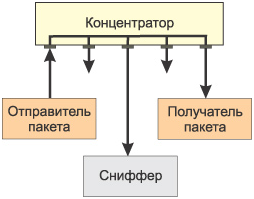 Концентратор
Отправитель
пакета
Получатель
пакета
Сниффер